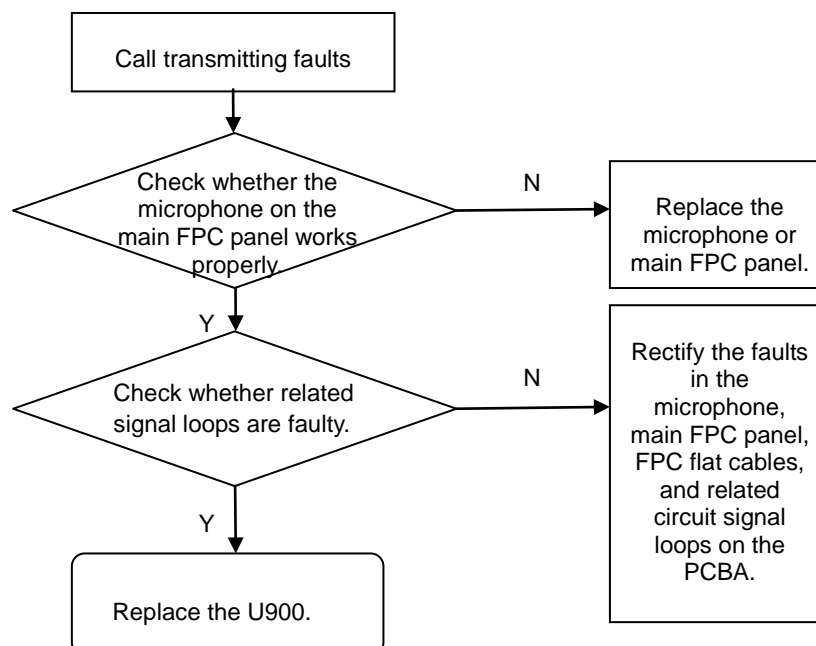 Call transmitting faults
Check whether the
microphone on the
main FPC panel works
properly.
N
Replace the
microphone or
main FPC panel.
Y
Check whether related
signal loops are faulty.
N
Rectify the faults
in the
microphone,
main FPC panel,
FPC flat cables,
and related
circuit signal
loops on the
PCBA.
Y
Replace the U900.